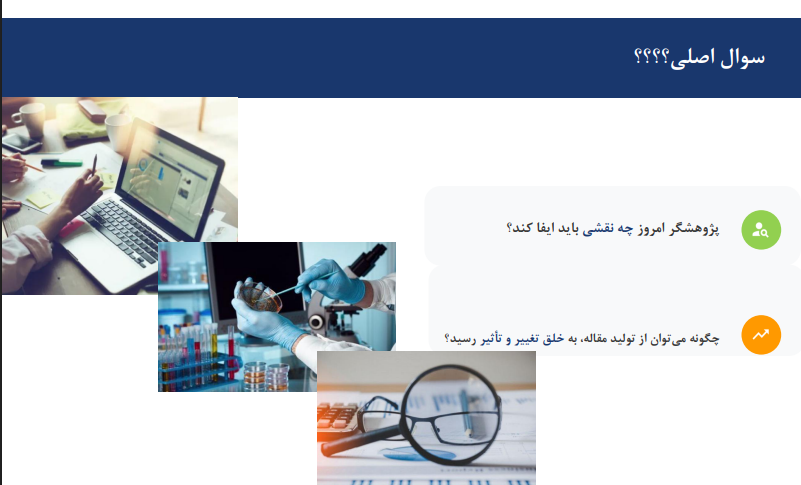 سوال اصلی؟؟؟؟
پژوهشگر امروز چه نقشی باید ایفا کند؟
چگونه می‌توان از تولید مقاله، به خلق تغییر و تأثیر رسید؟